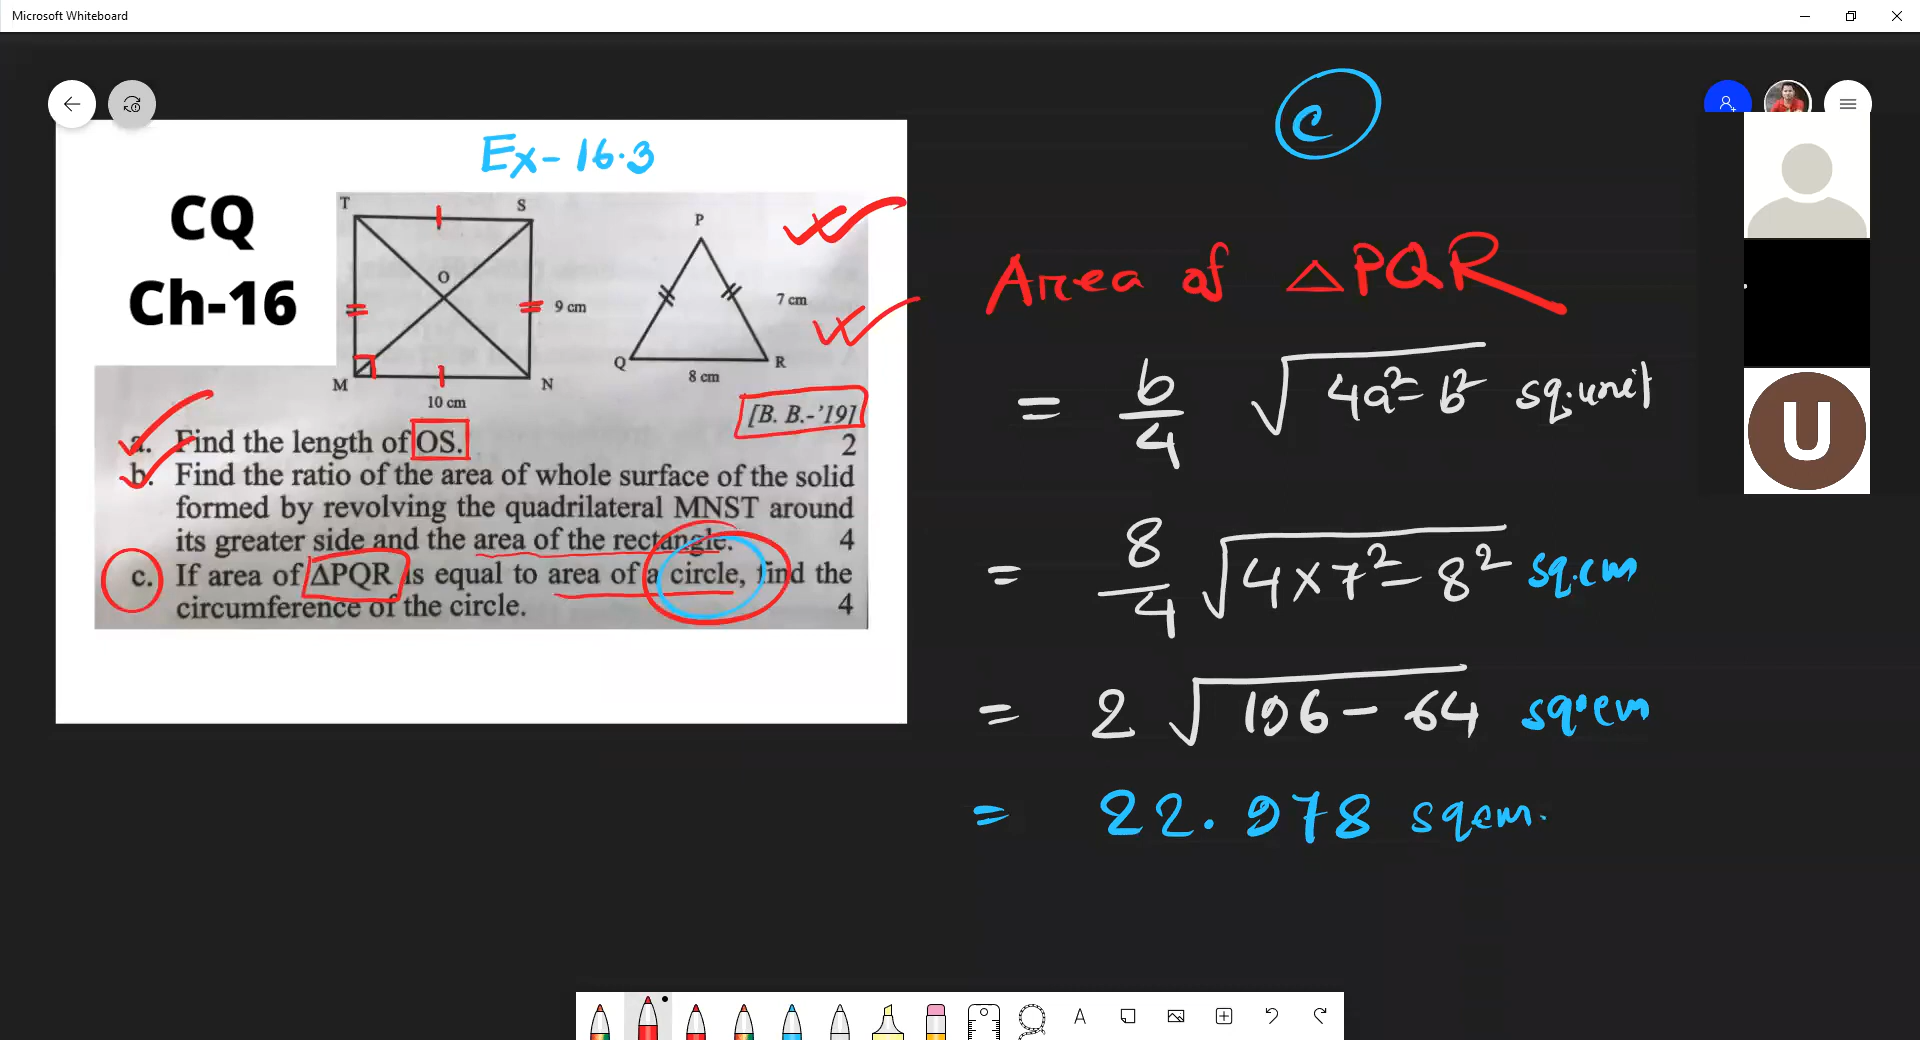 Microsoft Whiteboard
Ex-16.3
CQ
Ch-16
T
S
O
9 cm
M
N
10 cm
P
7 cm
Q
R
8 cm
[B. B.-'19]
a. Find the length of OS.
2
b. Find the ratio of the area of whole surface of the solid
formed by revolving the quadrilateral MNST around
its greater side and the area of the rectangle.
4
c. If area of ΔPQR is equal to area of a circle, find the
circumference of the circle.
4
c
Area of △PQR
= b/4 √4a²-b² sq.unit
= 8/4 √4×7²-8² sq.cm
= 2 √196-64 sq.cm
= 22.978 sqcm.
U
A